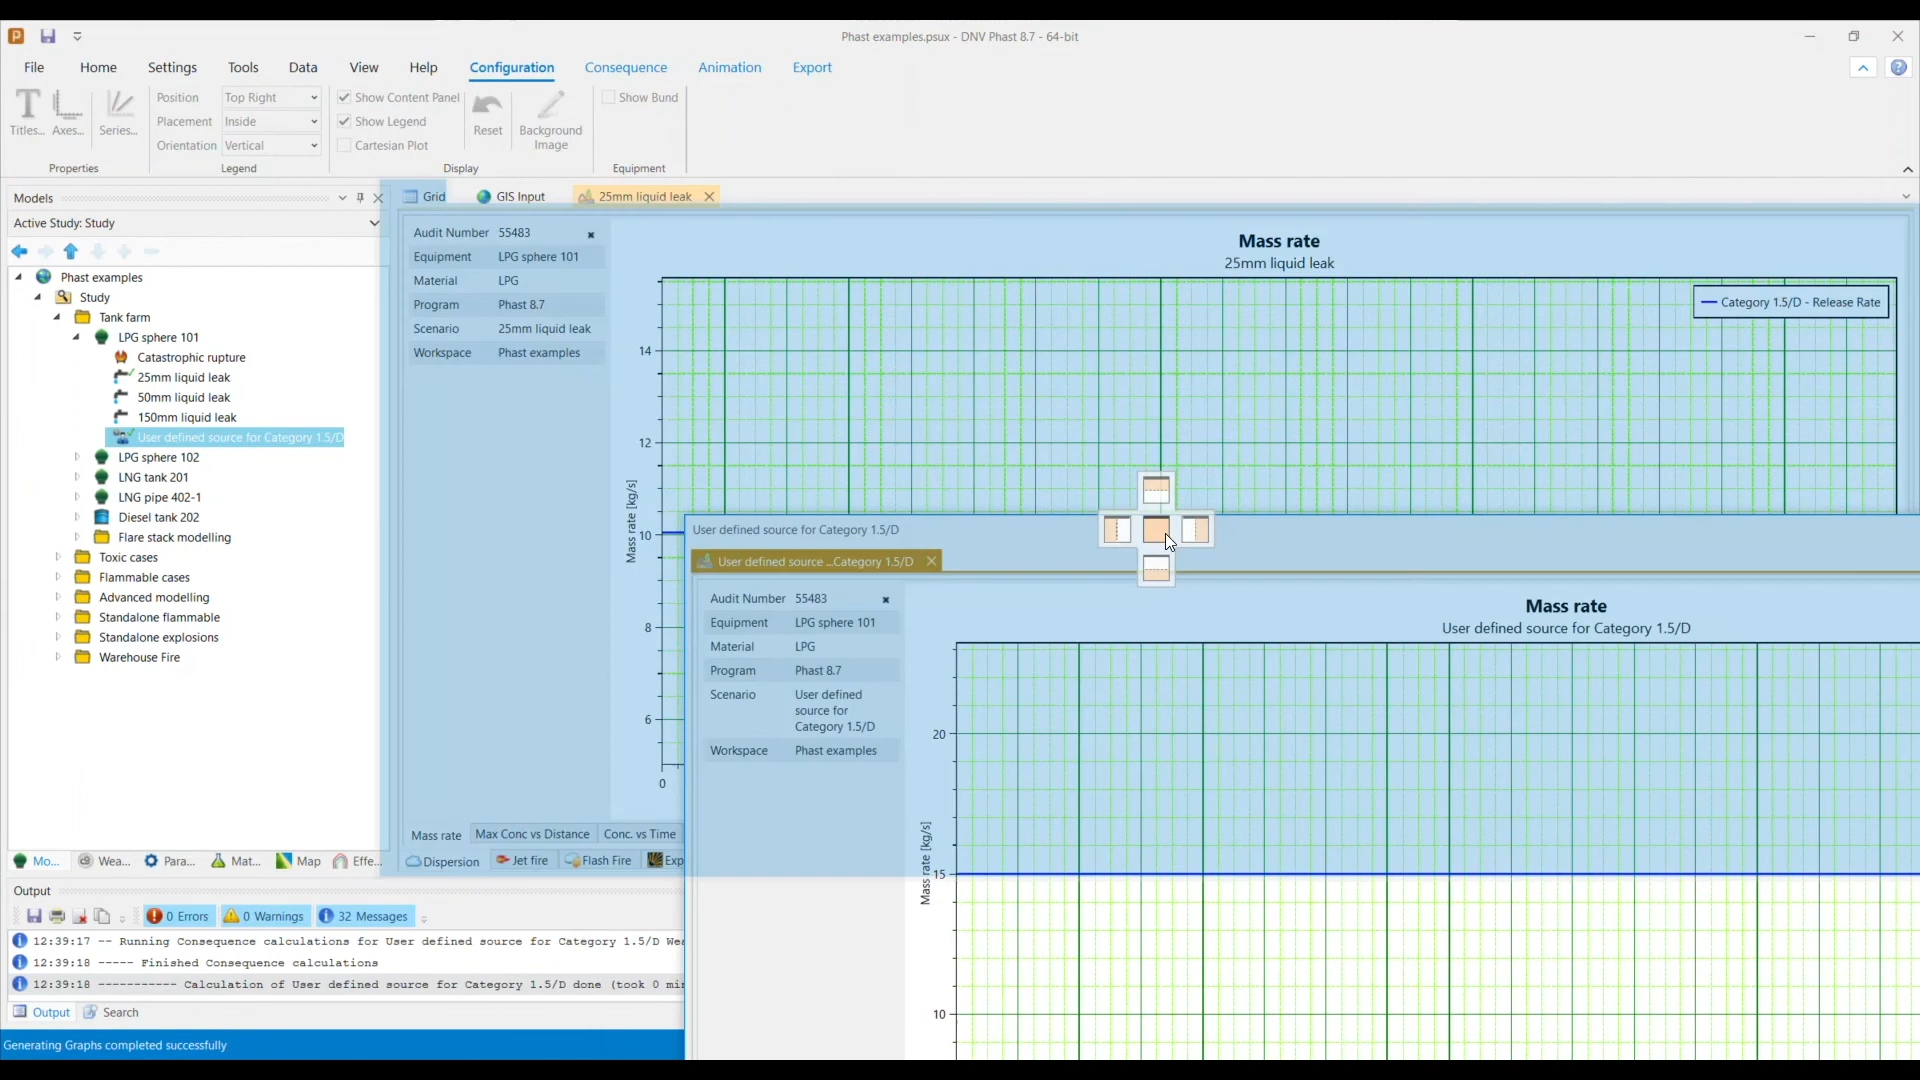 Phast examples.psux - DNV Phast 8.7 - 64-bit
File Home Settings Tools Data View Help Configuration Consequence Animation Export
Titles... Axes... Series...
Properties
Position Top Right
Placement Inside
Orientation Vertical
Legend
Show Content Panel
Show Legend
Cartesian Plot
Reset
Background Image
Display
Show Bund
Equipment
Models
Active Study: Study
Phast examples
Study
Tank farm
LPG sphere 101
Catastrophic rupture
25mm liquid leak
50mm liquid leak
150mm liquid leak
User defined source for Category 1.5/D
LPG sphere 102
LNG tank 201
LNG pipe 402-1
Diesel tank 202
Flare stack modelling
Toxic cases
Flammable cases
Advanced modelling
Standalone flammable
Standalone explosions
Warehouse Fire
Mo... Wea... Para... Mat... Map Effe...
Grid GIS Input 25mm liquid leak
Audit Number 55483
Equipment LPG sphere 101
Material LPG
Program Phast 8.7
Scenario 25mm liquid leak
Workspace Phast examples
Mass rate
25mm liquid leak
Category 1.5/D - Release Rate
Mass rate [kg/s]
14
12
10
8
6
0
Mass rate Max Conc vs Distance Conc. vs Time
Dispersion Jet fire Flash Fire Exp
User defined source for Category 1.5/D
User defined source ...Category 1.5/D
Audit Number 55483
Equipment LPG sphere 101
Material LPG
Program Phast 8.7
Scenario User defined
source for
Category 1.5/D
Workspace Phast examples
Mass rate
User defined source for Category 1.5/D
Mass rate [kg/s]
20
15
10
Output
0 Errors 0 Warnings 32 Messages
12:39:17 -- Running Consequence calculations for User defined source for Category 1.5/D Wea
12:39:18 ----- Finished Consequence calculations
12:39:18 ----------- Calculation of User defined source for Category 1.5/D done (took 0 min
Output Search
Generating Graphs completed successfully